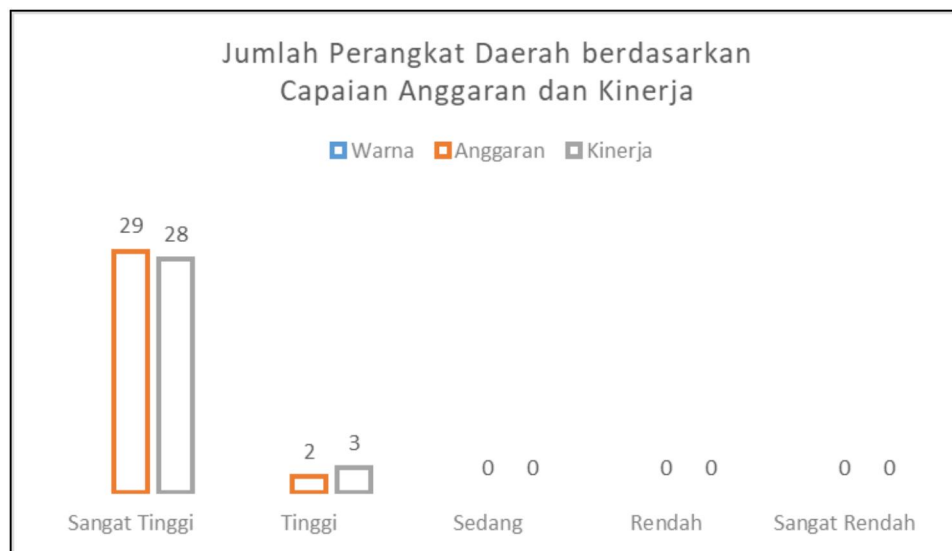 Jumlah Perangkat Daerah berdasarkan
Capaian Anggaran dan Kinerja
Warna Anggaran Kinerja
29 28
2 3
0 0
0 0
0 0
Sangat Tinggi Tinggi Sedang Rendah Sangat Rendah